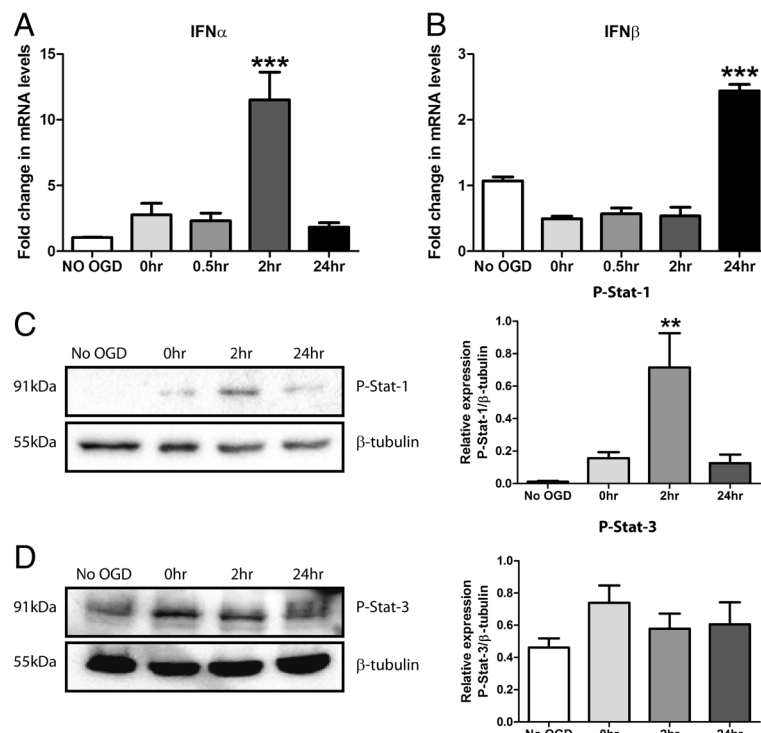 A
IFNα
Fold change in mRNA levels
15
10
5
0
***
NO OGD 0hr 0.5hr 2hr 24hr
B
IFNβ
Fold change in mRNA levels
3
2
1
0
***
No OGD 0hr 0.5hr 2hr 24hr
C
No OGD 0hr 2hr 24hr
91kDa P-Stat-1
55kDa β-tubulin
P-Stat-1
Relative expression
P-Stat-1/β-tubulin
1.0
0.8
0.6
0.4
0.2
0.0
**
No OGD 0hr 2hr 24hr
D
No OGD 0hr 2hr 24hr
91kDa P-Stat-3
55kDa β-tubulin
P-Stat-3
Relative expression
P-Stat-3/β-tubulin
1.0
0.8
0.6
0.4
0.2
0.0
No OGD 0hr 2hr 24hr